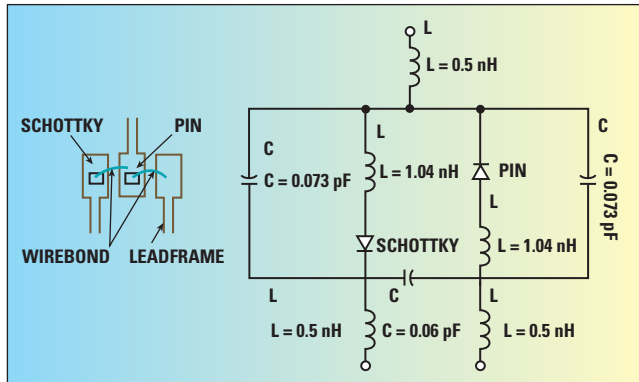 L
L = 0.5 nH
SCHOTTKY
PIN
WIREBOND
LEADFRAME
C
C = 0.073 pF
L
L = 1.04 nH
SCHOTTKY
PIN
L
L = 1.04 nH
C
C = 0.073 pF
L
L = 0.5 nH
C
C = 0.06 pF
L
L = 0.5 nH